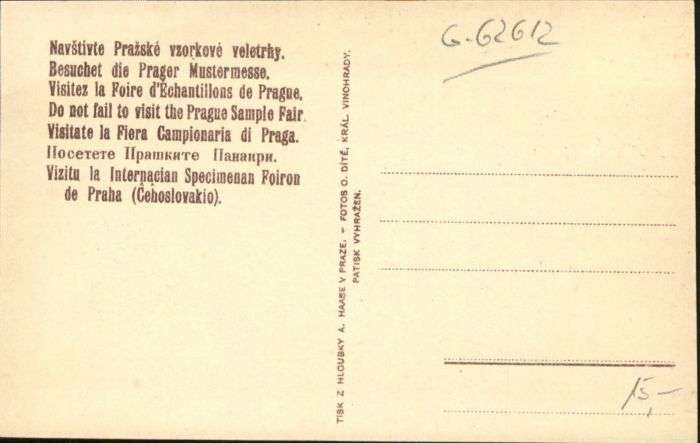 Navštivte Pražské vzorkové veletrhy.
Besuchet die Prager Mustermesse.
Visitez la Foire d'Échantillons de Prague.
Do not fail to visit the Prague Sample Fair.
Visitate la Fiera Campionaria di Praga.
Посетете Прашките Панаири.
Vizitu la Internacian Specimenan Foiron
de Praha (Ĉehoslovakio).
TISK Z HLOUBKY A. HAASE V PRAZE. – FOTOS O. DÍTĚ, KRÁL. VINOHRADY.
PATISK VYHRAŽEN.
G-62612
15,-